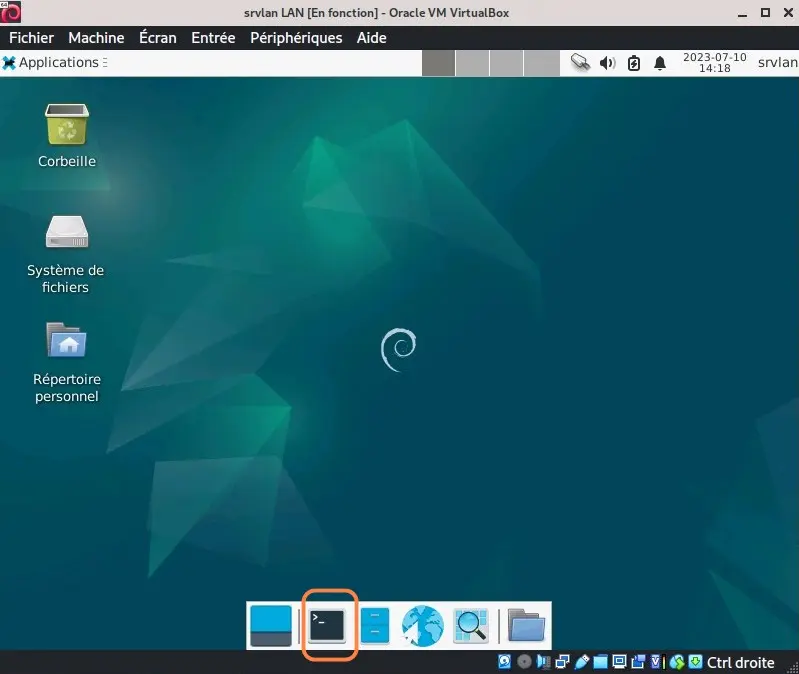 srvlan LAN [En fonction] - Oracle VM VirtualBox
Fichier Machine Écran Entrée Périphériques Aide
Applications
2023-07-10
14:18
srvlan
Corbeille
Système de
fichiers
Répertoire
personnel
>_
Ctrl droite